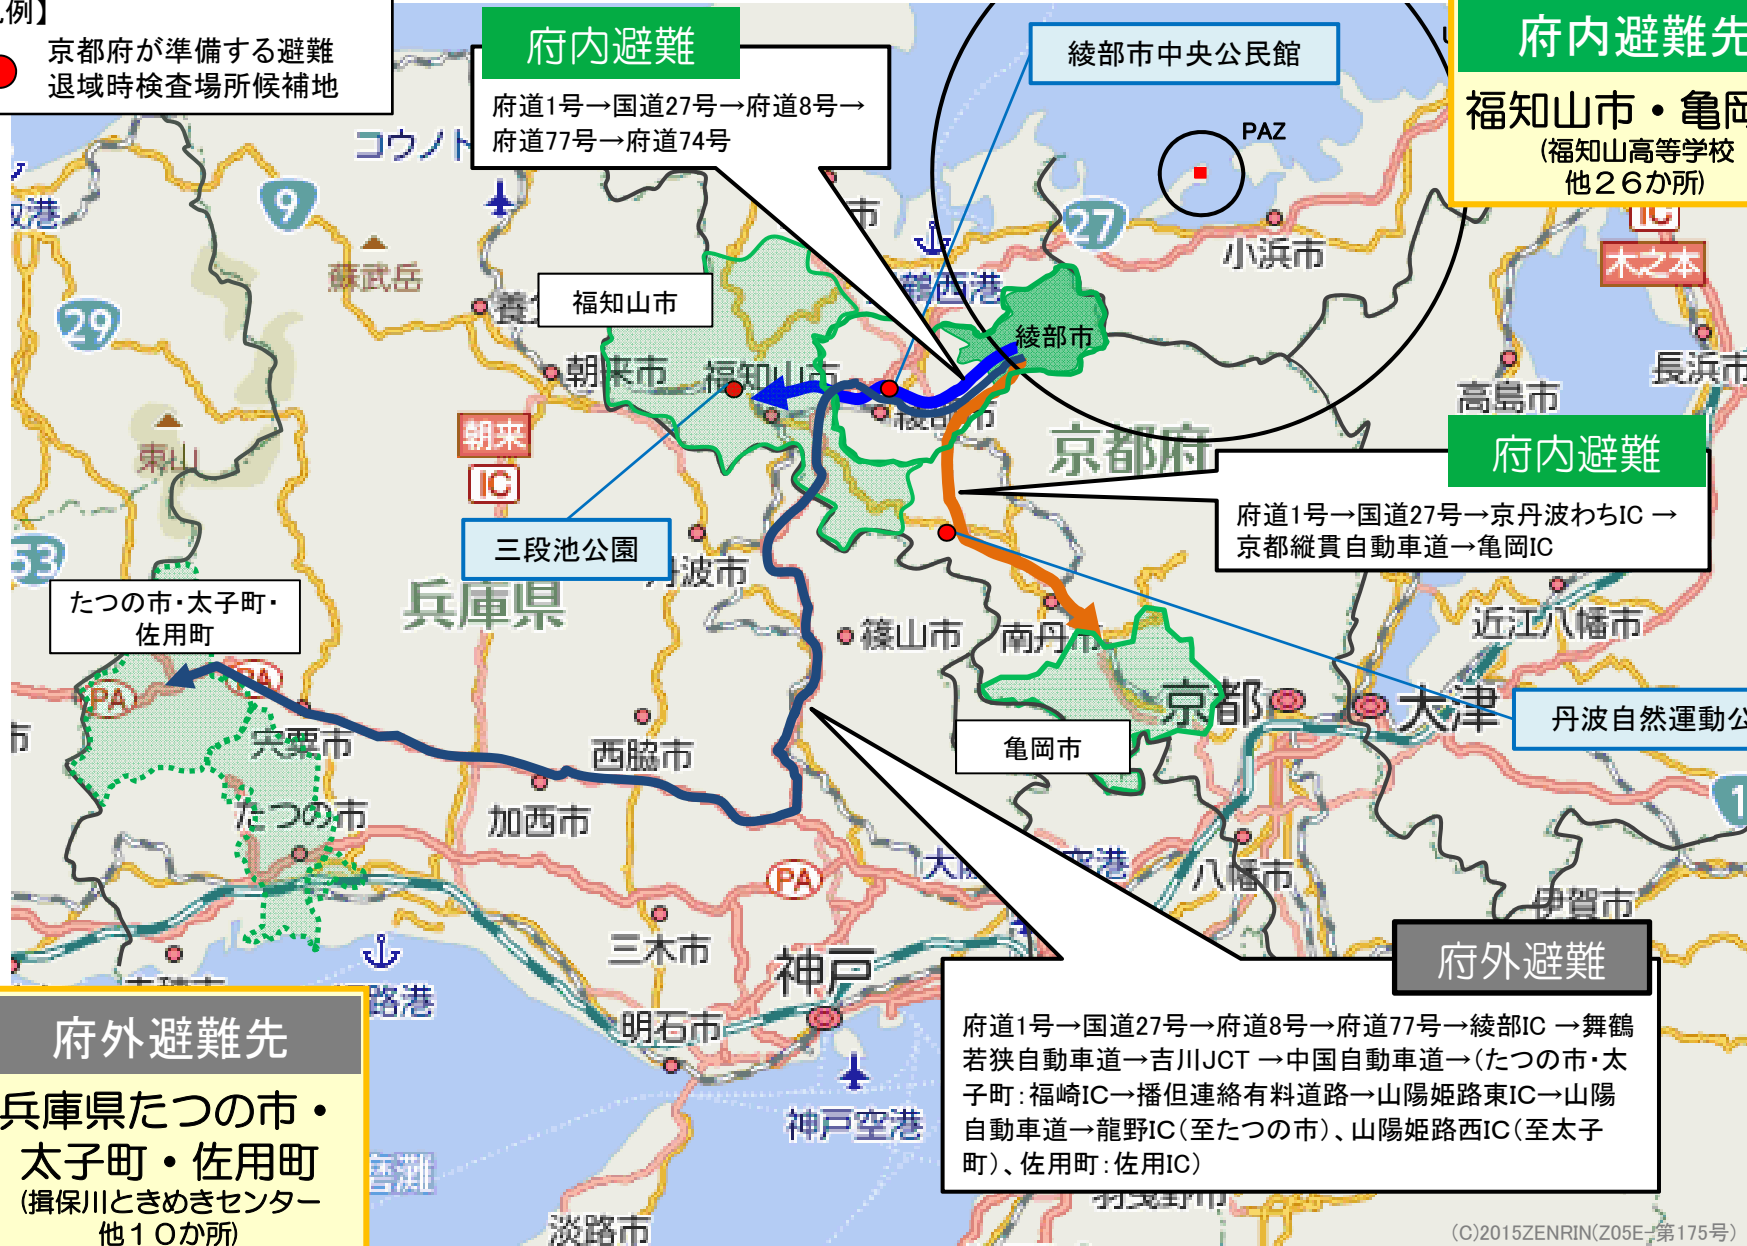 例】
京都府が準備する避難
退域時検査場所候補地
府内避難
府道1号→国道27号→府道8号→
府道77号→府道74号
綾部市中央公民館
府内避難先
福知山市・亀岡
(福知山高等学校
他26か所)
コウノト
PAZ
9
27
29
蘇武岳
小浜市
IC
木之本
福知山市
鶴西港
綾部市
朝来市
福知山市
長浜市
高島市
朝来
IC
東山
京都府
府内避難
府道1号→国道27号→京丹波わちIC →
京都縦貫自動車道→亀岡IC
三段池公園
丹波市
兵庫県
たつの市・太子町・
佐用町
篠山市
南丹市
近江八幡市
PA
PA
京都
大津
丹波自然運動公
亀岡市
宍粟市
西脇市
たつの市
加西市
PA
八幡市
伊賀市
三木市
神戸
路港
明石市
府外避難
府道1号→国道27号→府道8号→府道77号→綾部IC →舞鶴
若狭自動車道→吉川JCT →中国自動車道→(たつの市・太
子町:福崎IC→播但連絡有料道路→山陽姫路東IC→山陽
自動車道→龍野IC(至たつの市)、山陽姫路西IC(至太子
町)、佐用町:佐用IC)
府外避難先
兵庫県たつの市・
太子町・佐用町
(揖保川ときめきセンター
他10か所)
神戸空港
磨灘
淡路市
羽曳野市
(C)2015ZENRIN(Z05E-第175号)